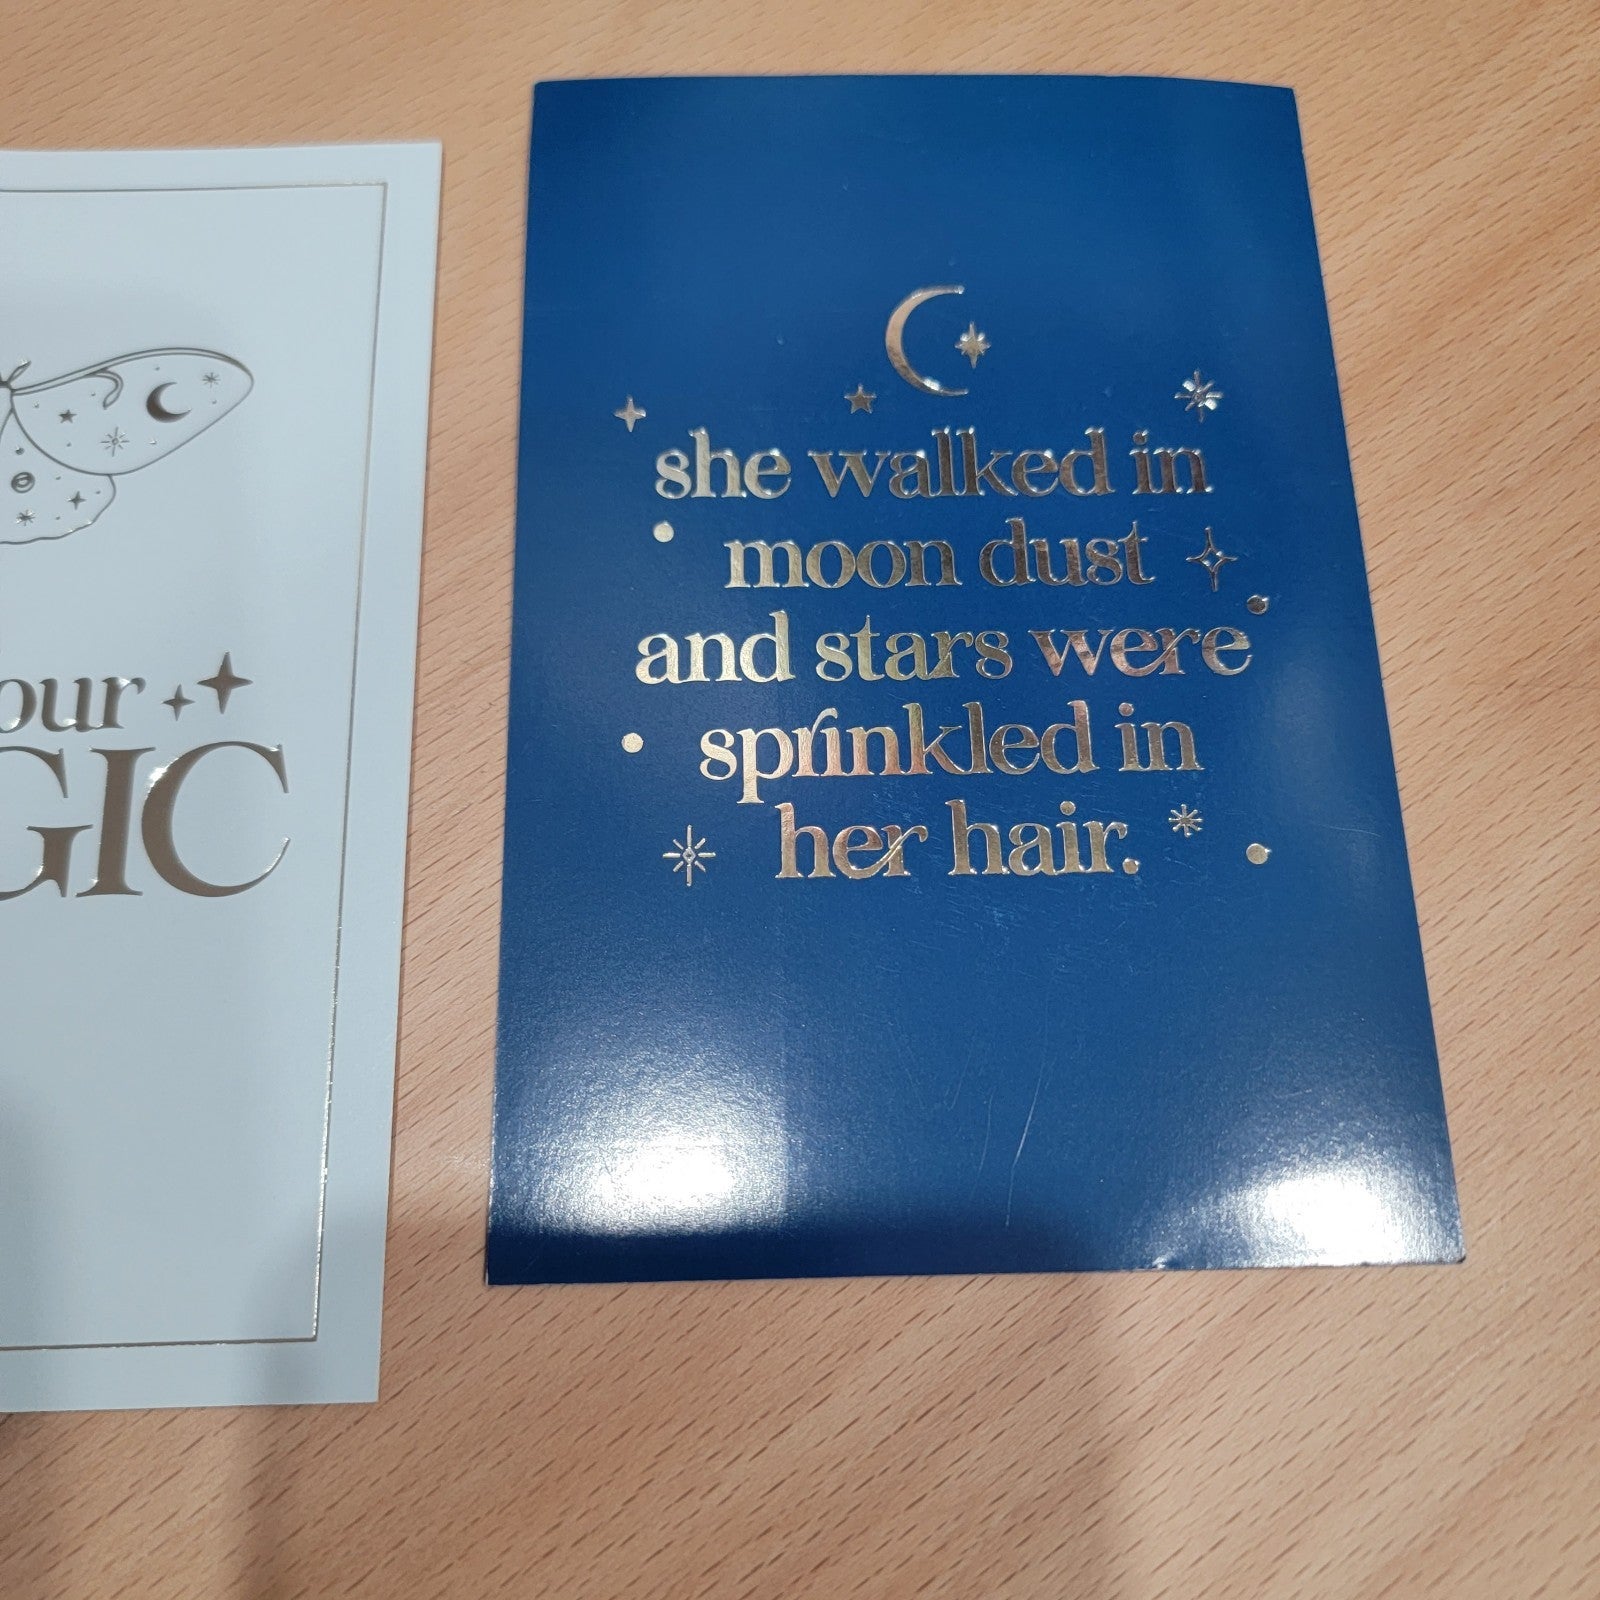 our
GIC
she walked in
moon dust
and stars were
sprinkled in
her hair.